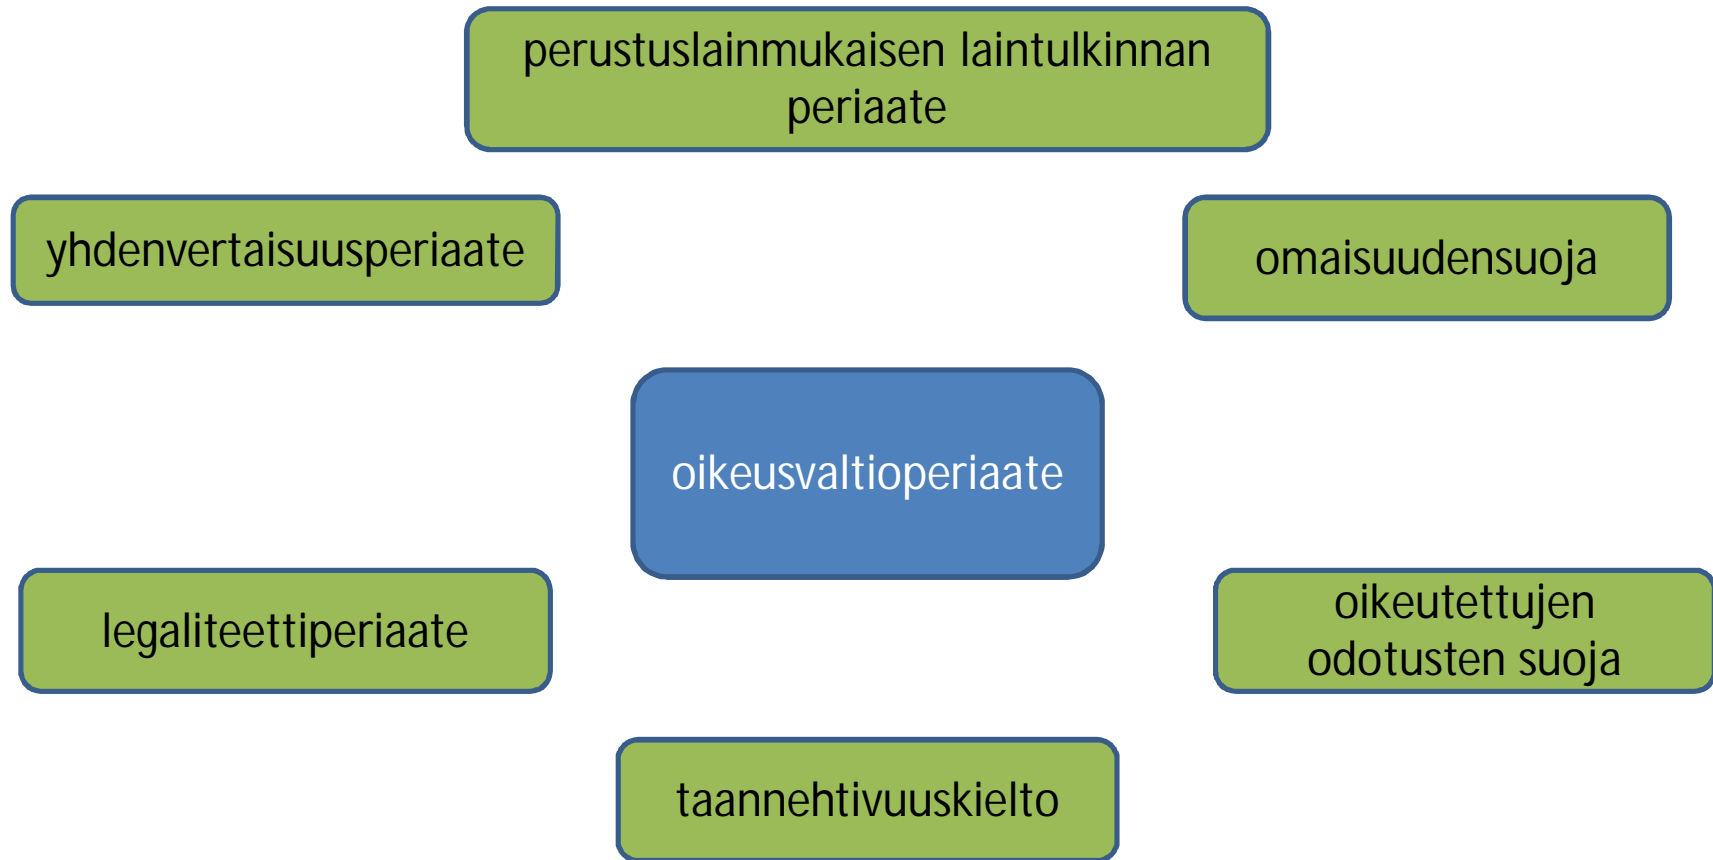 perustuslainmukaisen laintulkinnan
periaate
yhdenvertaisuusperiaate
omaisuudensuoja
oikeusvaltioperiaate
legaliteettiperiaate
oikeutettujen
odotusten suoja
taannehtivuuskielto